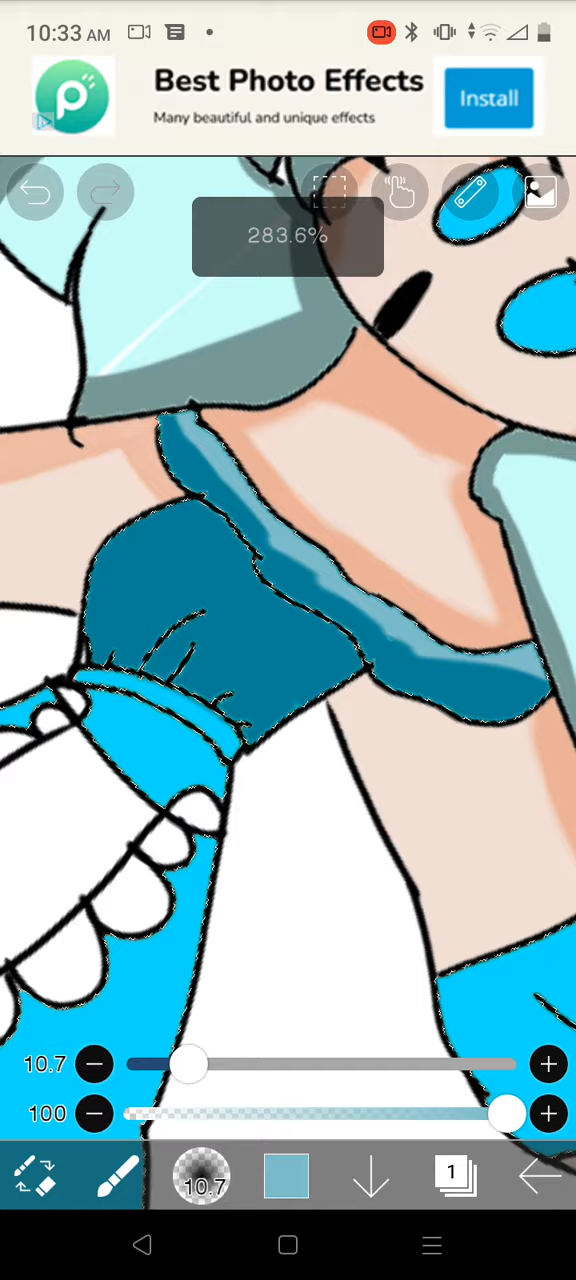 10:33 AM
Best Photo Effects
Many beautiful and unique effects
Install
283.6%
10.7
100
10.7
1